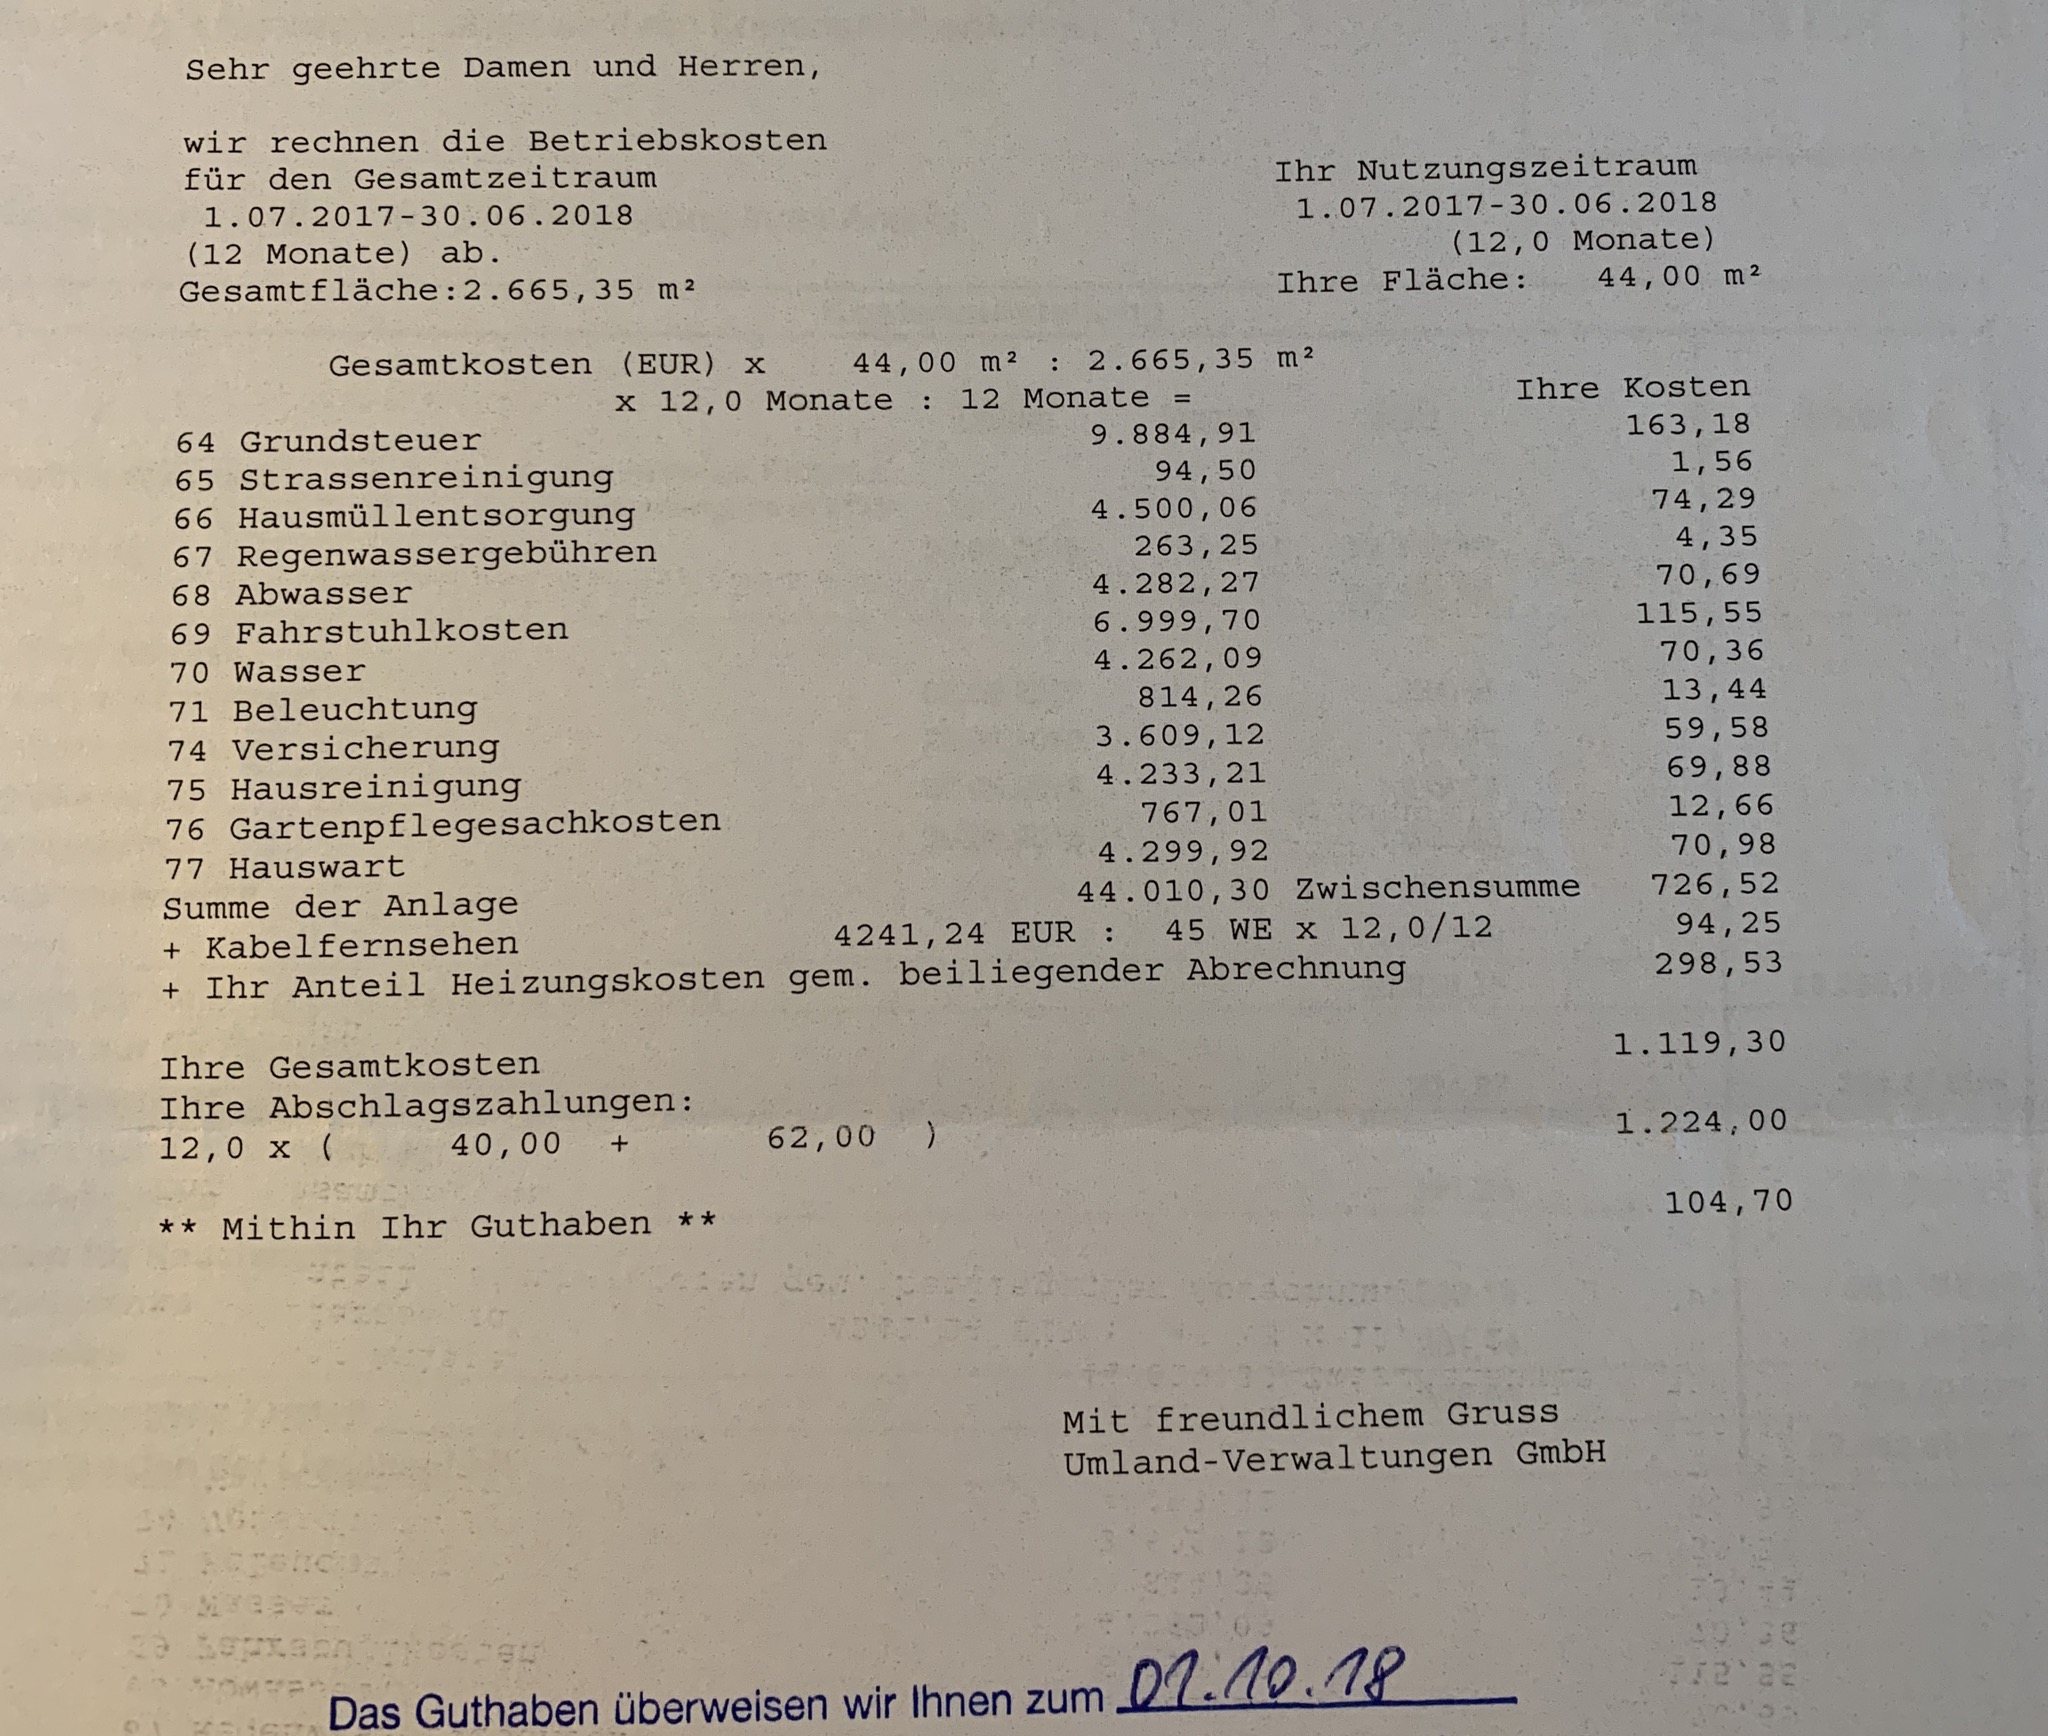 Sehr geehrte Damen und Herren,
wir rechnen die Betriebskosten
für den Gesamtzeitraum Ihr Nutzungszeitraum
1.07.2017-30.06.2018 1.07.2017-30.06.2018
(12 Monate) ab. (12,0 Monate)
Gesamtfläche:2.665,35 m² Ihre Fläche: 44,00 m²
Gesamtkosten (EUR) x 44,00 m² : 2.665,35 m²
x 12,0 Monate : 12 Monate = Ihre Kosten
64 Grundsteuer 9.884,91 163,18
65 Strassenreinigung 94,50 1,56
66 Hausmüllentsorgung 4.500,06 74,29
67 Regenwassergebühren 263,25 4,35
68 Abwasser 4.282,27 70,69
69 Fahrstuhlkosten 6.999,70 115,55
70 Wasser 4.262,09 70,36
71 Beleuchtung 814,26 13,44
74 Versicherung 3.609,12 59,58
75 Hausreinigung 4.233,21 69,88
76 Gartenpflegesachkosten 767,01 12,66
77 Hauswart 4.299,92 70,98
Summe der Anlage 44.010,30 Zwischensumme 726,52
+ Kabelfernsehen 4241,24 EUR : 45 WE x 12,0/12 94,25
+ Ihr Anteil Heizungskosten gem. beiliegender Abrechnung 298,53
Ihre Gesamtkosten 1.119,30
Ihre Abschlagszahlungen:
12,0 x ( 40,00 + 62,00 ) 1.224,00
** Mithin Ihr Guthaben ** 104,70
Mit freundlichem Gruss
Umland-Verwaltungen GmbH
Das Guthaben überweisen wir Ihnen zum 01.10.18